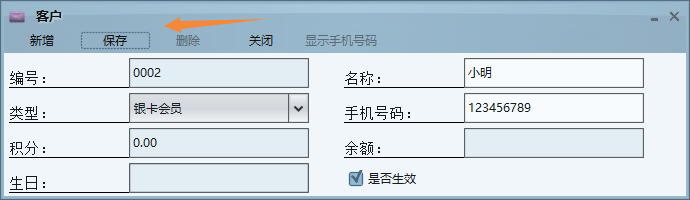 客户
新增 保存 删除 关闭 显示手机号码
编号： 0002 名称： 小明
类型： 银卡会员 手机号码： 123456789
积分： 0.00 余额：
生日： 是否生效